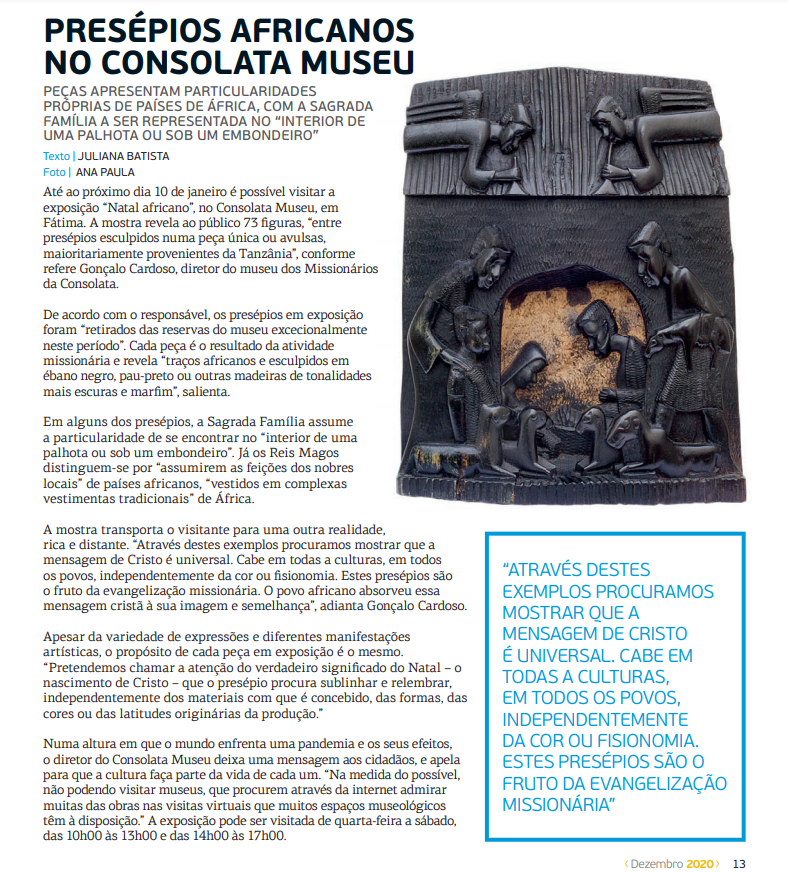 PRESÉPIOS AFRICANOS
NO CONSOLATA MUSEU
PEÇAS APRESENTAM PARTICULARIDADES
PRÓPRIAS DE PAÍSES DE ÁFRICA, COM A SAGRADA
FAMÍLIA A SER REPRESENTADA NO “INTERIOR DE
UMA PALHOTA OU SOB UM EMBONDEIRO”
Texto | JULIANA BATISTA
Foto | ANA PAULA
Até ao próximo dia 10 de janeiro é possível visitar a
exposição “Natal africano”, no Consolata Museu, em
Fátima. A mostra revela ao público 73 figuras, “entre
presépios esculpidos numa peça única ou avulsas,
maioritariamente provenientes da Tanzânia”, conforme
refere Gonçalo Cardoso, diretor do museu dos Missionários
da Consolata.
De acordo com o responsável, os presépios em exposição
foram “retirados das reservas do museu excecionalmente
neste período”. Cada peça é o resultado da atividade
missionária e revela “traços africanos e esculpidos em
ébano negro, pau-preto ou outras madeiras de tonalidades
mais escuras e marfim”, salienta.
Em alguns dos presépios, a Sagrada Família assume
a particularidade de se encontrar no “interior de uma
palhota ou sob um embondeiro”. Já os Reis Magos
distinguem-se por “assumirem as feições dos nobres
locais” de países africanos, “vestidos em complexas
vestimentas tradicionais” de África.
A mostra transporta o visitante para uma outra realidade,
rica e distante. “Através destes exemplos procuramos mostrar que a
mensagem de Cristo é universal. Cabe em todas a culturas, em todos
os povos, independentemente da cor ou fisionomia. Estes presépios são
o fruto da evangelização missionária. O povo africano absorveu essa
mensagem cristã à sua imagem e semelhança”, adianta Gonçalo Cardoso.
Apesar da variedade de expressões e diferentes manifestações
artísticas, o propósito de cada peça em exposição é o mesmo.
“Pretendemos chamar a atenção do verdadeiro significado do Natal – o
nascimento de Cristo – que o presépio procura sublinhar e relembrar,
independentemente dos materiais com que é concebido, das formas, das
cores ou das latitudes originárias da produção.”
Numa altura em que o mundo enfrenta uma pandemia e os seus efeitos,
o diretor do Consolata Museu deixa uma mensagem aos cidadãos, e apela
para que a cultura faça parte da vida de cada um. “Na medida do possível,
não podendo visitar museus, que procurem através da internet admirar
muitas das obras nas visitas virtuais que muitos espaços museológicos
têm à disposição.” A exposição pode ser visitada de quarta-feira a sábado,
das 10h00 às 13h00 e das 14h00 às 17h00.
“ATRAVÉS DESTES
EXEMPLOS PROCURAMOS
MOSTRAR QUE A
MENSAGEM DE CRISTO
É UNIVERSAL. CABE EM
TODAS A CULTURAS,
EM TODOS OS POVOS,
INDEPENDENTEMENTE
DA COR OU FISIONOMIA.
ESTES PRESÉPIOS SÃO O
FRUTO DA EVANGELIZAÇÃO
MISSIONÁRIA”
‹ Dezembro 2020 › 13